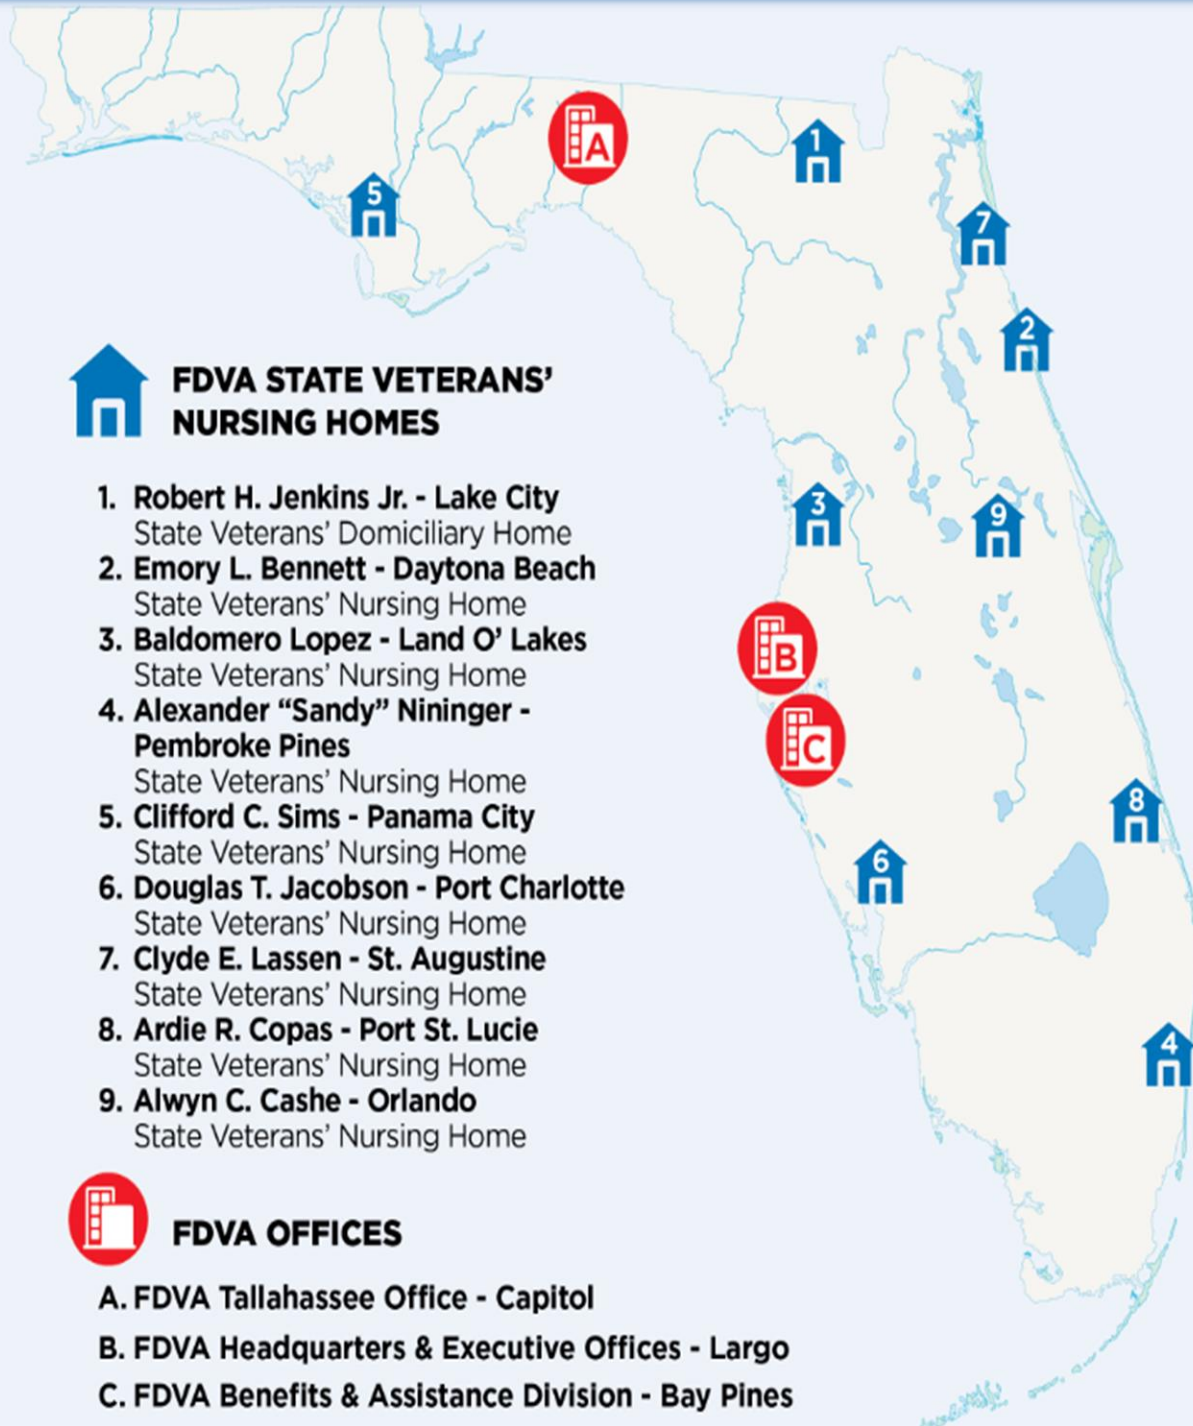 A
1
5
7
2
FDVA STATE VETERANS’
NURSING HOMES
1. Robert H. Jenkins Jr. - Lake City
State Veterans’ Domiciliary Home
2. Emory L. Bennett - Daytona Beach
State Veterans’ Nursing Home
3. Baldomero Lopez - Land O’ Lakes
State Veterans’ Nursing Home
4. Alexander “Sandy” Nininger -
Pembroke Pines
State Veterans’ Nursing Home
5. Clifford C. Sims - Panama City
State Veterans’ Nursing Home
6. Douglas T. Jacobson - Port Charlotte
State Veterans’ Nursing Home
7. Clyde E. Lassen - St. Augustine
State Veterans’ Nursing Home
8. Ardie R. Copas - Port St. Lucie
State Veterans’ Nursing Home
9. Alwyn C. Cashe - Orlando
State Veterans’ Nursing Home
3
9
B
C
8
6
4
FDVA OFFICES
A. FDVA Tallahassee Office - Capitol
B. FDVA Headquarters & Executive Offices - Largo
C. FDVA Benefits & Assistance Division - Bay Pines